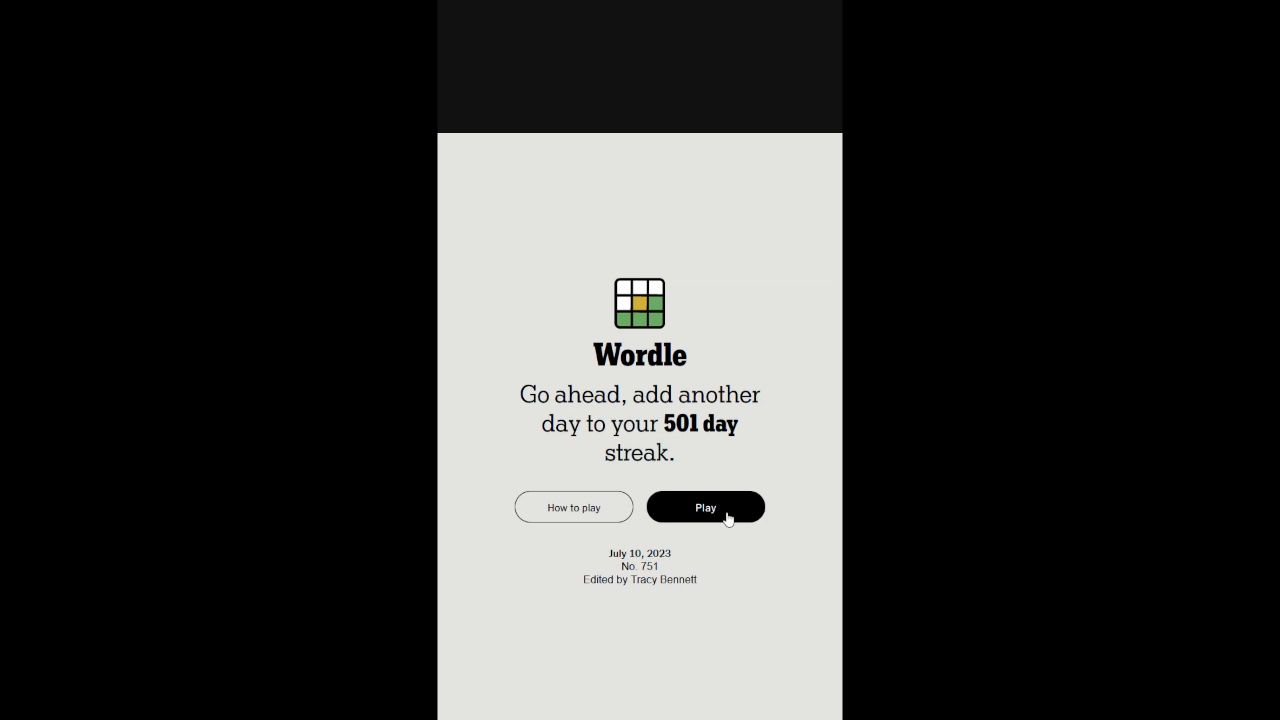 Wordle
Go ahead, add another
day to your 501 day
streak.
How to play
Play
July 10, 2023
No. 751
Edited by Tracy Bennett